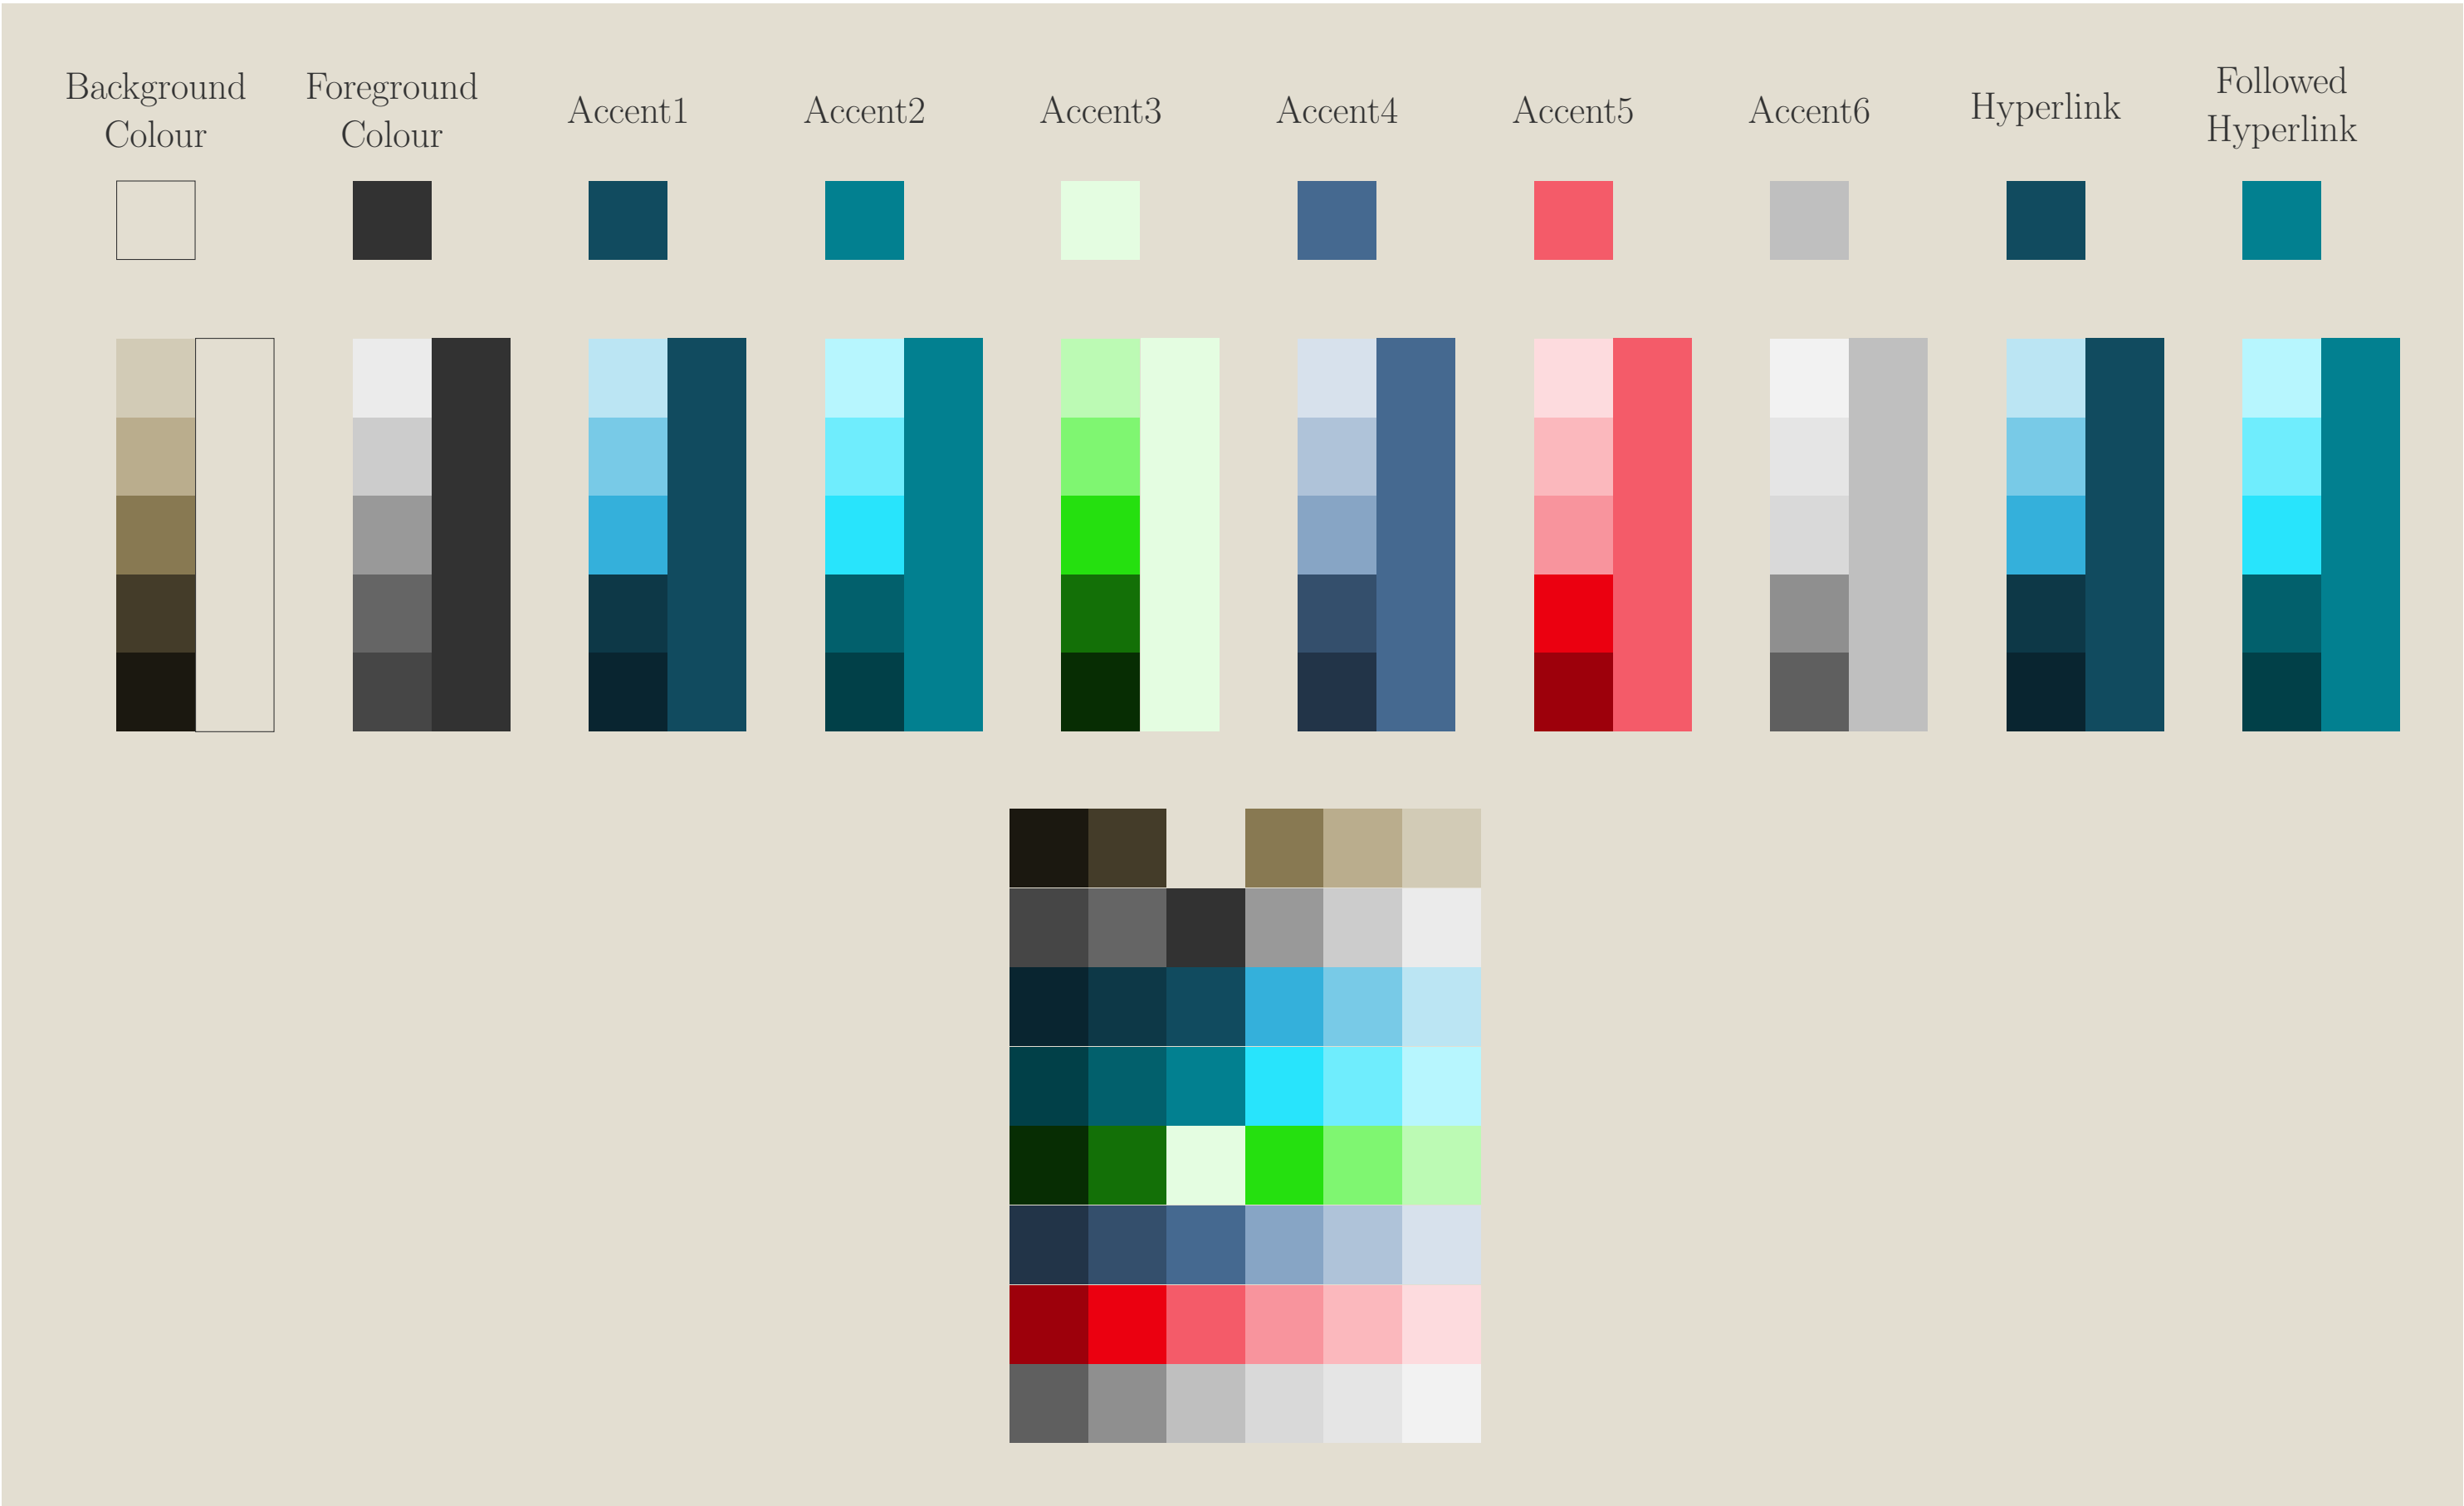 Background
Colour
Foreground
Colour
Accent1
Accent2
Accent3
Accent4
Accent5
Accent6
Hyperlink
Followed
Hyperlink